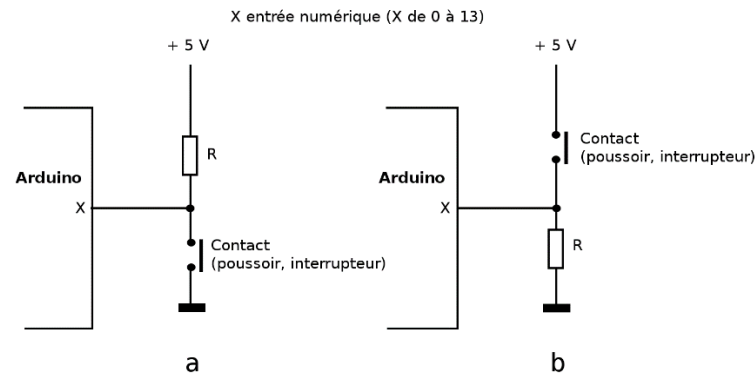 X entrée numérique (X de 0 à 13)
+ 5 V
R
Arduino
X
Contact
(poussoir, interrupteur)
a
+ 5 V
Contact
(poussoir, interrupteur)
Arduino
X
R
b